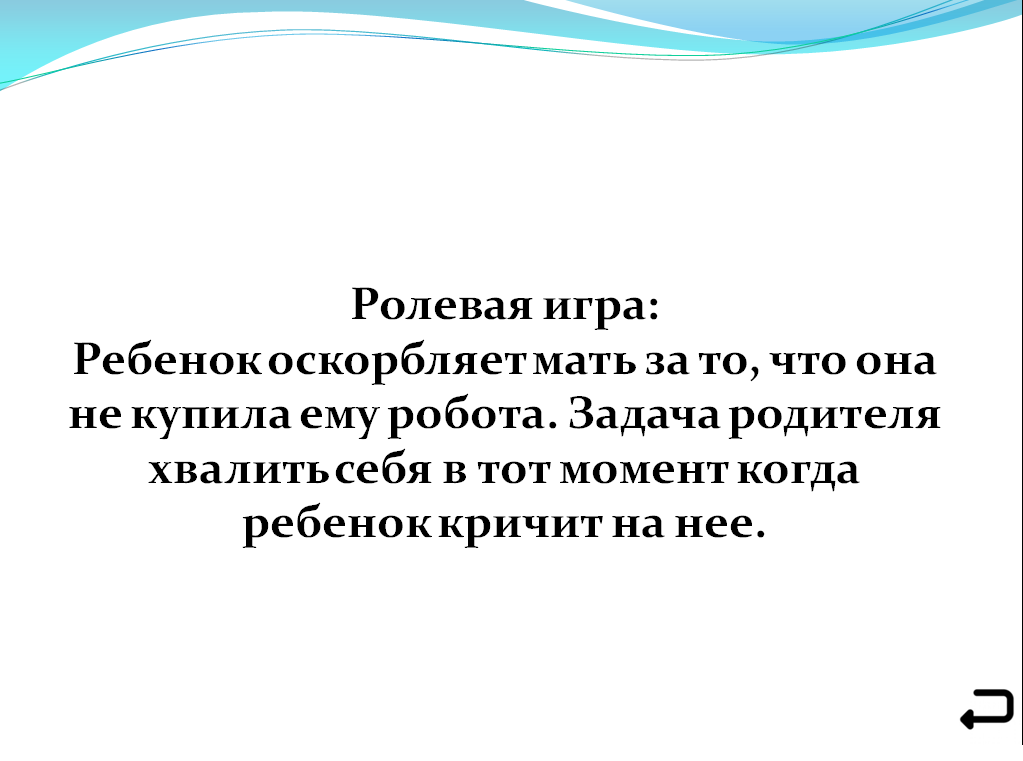 Ролевая игра:
Ребенок оскорбляет мать за то, что она
не купила ему робота. Задача родителя
хвалить себя в тот момент когда
ребенок кричит на нее.